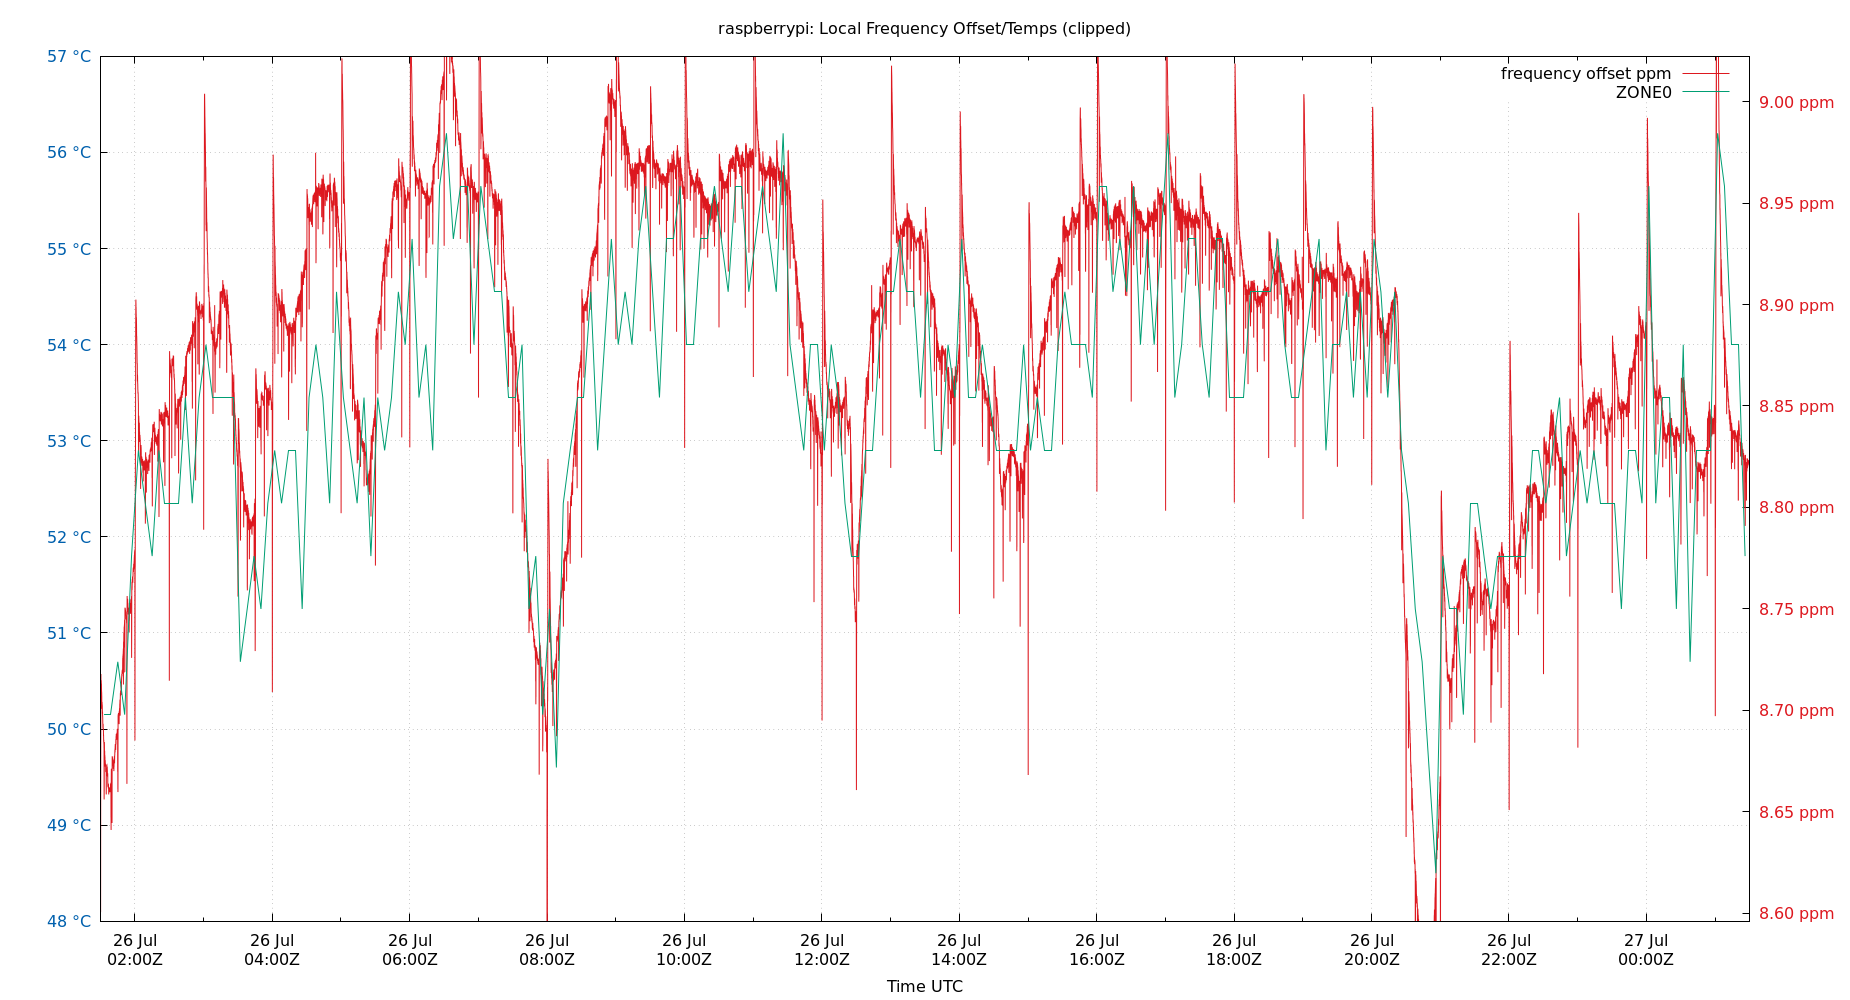 raspberrypi: Local Frequency Offset/Temps (clipped)
frequency offset ppm
ZONE0
57 °C
56 °C
55 °C
54 °C
53 °C
52 °C
51 °C
50 °C
49 °C
48 °C
9.00 ppm
8.95 ppm
8.90 ppm
8.85 ppm
8.80 ppm
8.75 ppm
8.70 ppm
8.65 ppm
8.60 ppm
26 Jul 26 Jul 26 Jul 26 Jul 26 Jul 26 Jul 26 Jul 26 Jul 26 Jul 26 Jul 26 Jul 27 Jul
02:00Z 04:00Z 06:00Z 08:00Z 10:00Z 12:00Z 14:00Z 16:00Z 18:00Z 20:00Z 22:00Z 00:00Z
Time UTC